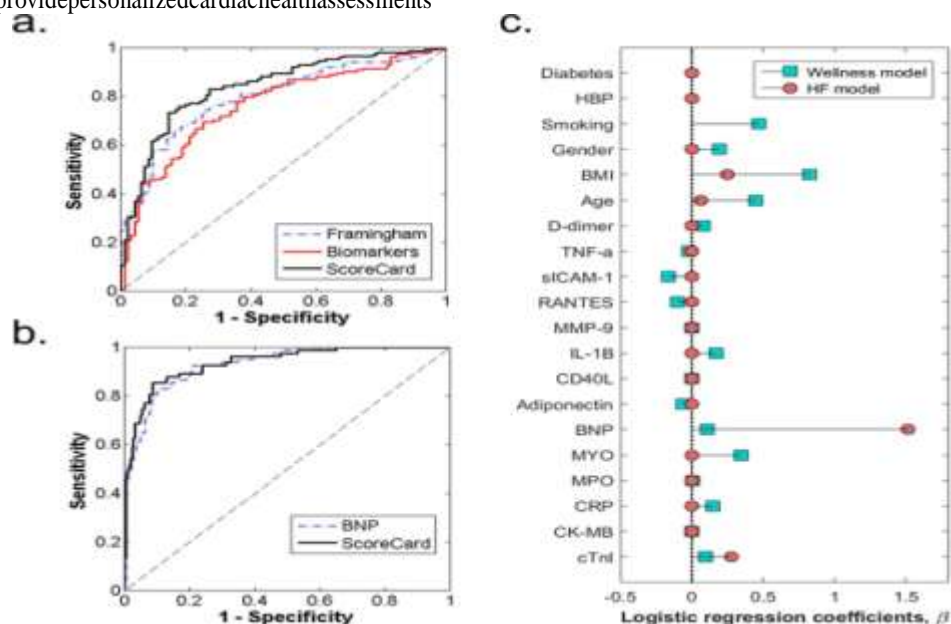 providepersonalizedcardiachealthassessments
a.
1
0.8
0.6
0.4
0.2
0
Sensitivity
Framingham
Biomarkers
ScoreCard
0 0.2 0.4 0.6 0.8 1
1 - Specificity
b.
1
0.8
0.6
0.4
0.2
0
Sensitivity
BNP
ScoreCard
0 0.2 0.4 0.6 0.8 1
1 - Specificity
c.
Wellness model
HF model
Diabetes
HBP
Smoking
Gender
BMI
Age
D-dimer
TNF-a
sICAM-1
RANTES
MMP-9
IL-1B
CD40L
Adiponectin
BNP
MYO
MPO
CRP
CK-MB
cTnI
-0.5 0 0.5 1 1.5
Logistic regression coefficients, β